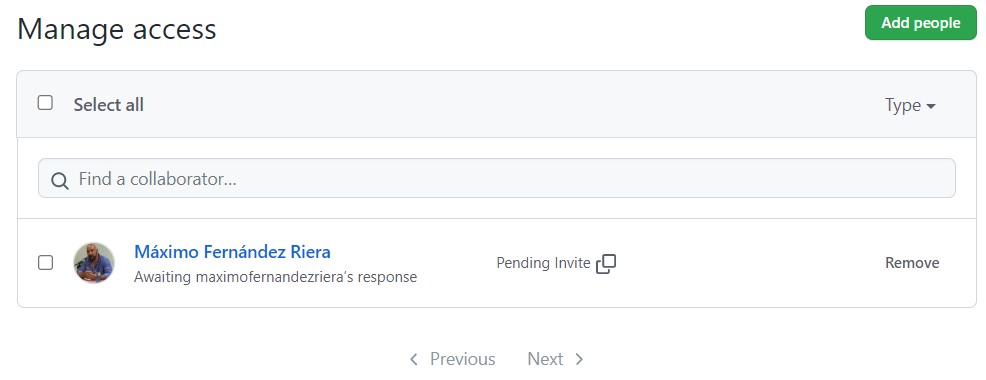 Manage access
Add people
Select all
Type
Find a collaborator...
Máximo Fernández Riera
Awaiting maximofernandezriera's response
Pending Invite
Remove
Previous
Next